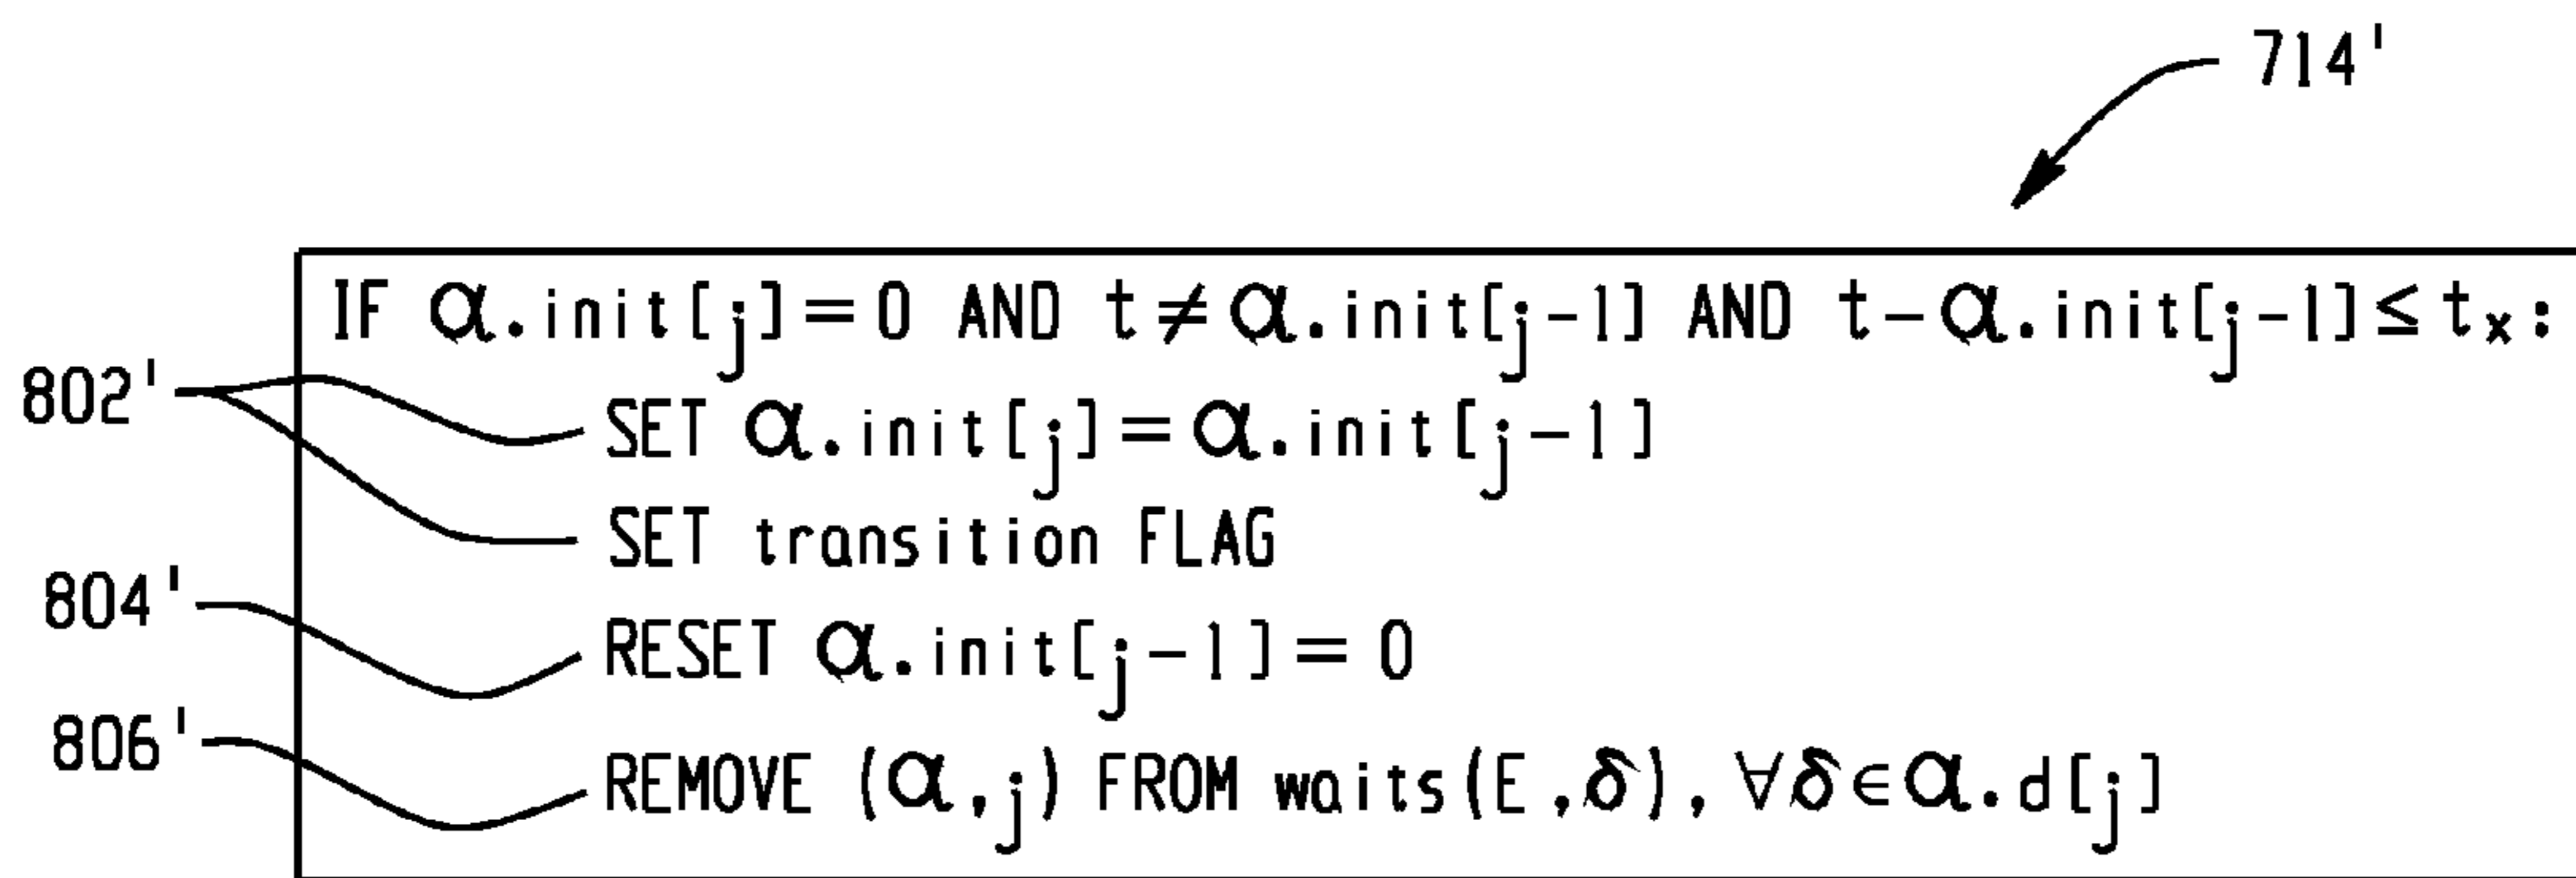 714'
IF α.init[j]=0 AND t≠α.init[j-1] AND t-α.init[j-1]≤tₓ:
802' SET α.init[j]=α.init[j-1]
SET transition FLAG
804' RESET α.init[j-1]=0
806' REMOVE (α,j) FROM waits(E,δ), ∀δ∈α.d[j]